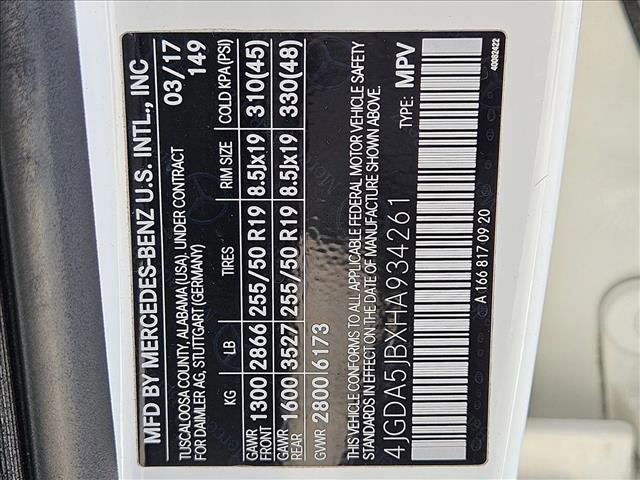 MFD BY MERCEDES-BENZ U.S. INTL., INC
TUSCALOOSA COUNTY, ALABAMA (USA), UNDER CONTRACT 03/17
FOR DAIMLER AG, STUTTGART (GERMANY) 149
KG LB TIRES RIM SIZE COLD KPA(PSI)
GAWR FRONT 1300 2866 255/50 R19 8.5Jx19 310(45)
GAWR REAR 1600 3527 255/50 R19 8.5Jx19 330(48)
GVWR 2800 6173
THIS VEHICLE CONFORMS TO ALL APPLICABLE FEDERAL MOTOR VEHICLE SAFETY
STANDARDS IN EFFECT ON THE DATE OF MANUFACTURE SHOWN ABOVE.
4JGDA5JBXHA934261 TYPE: MPV
A 166 817 09 20 40082422